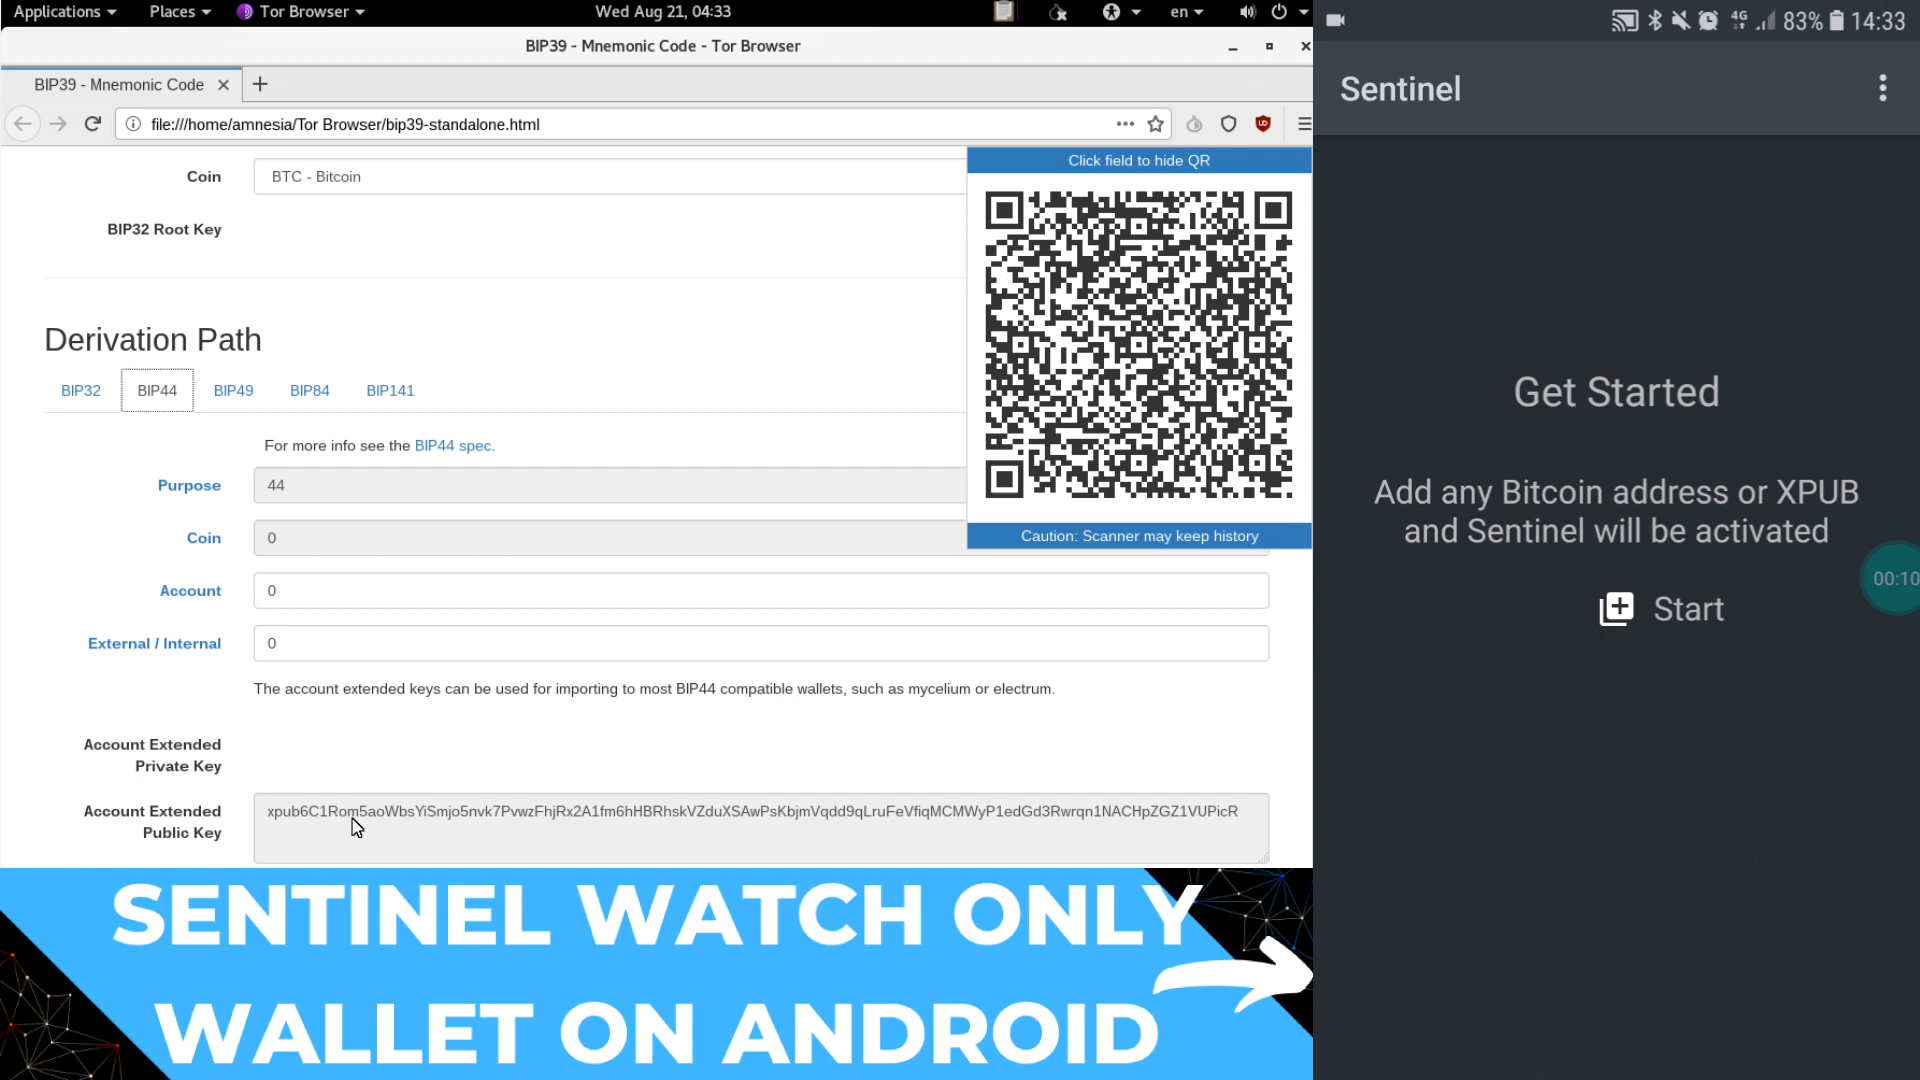 Applications Places Tor Browser Wed Aug 21, 04:33 en
BIP39 - Mnemonic Code - Tor Browser
BIP39 - Mnemonic Code
file:///home/amnesia/Tor Browser/bip39-standalone.html
Coin BTC - Bitcoin
BIP32 Root Key
Click field to hide QR
Caution: Scanner may keep history
Derivation Path
BIP32 BIP44 BIP49 BIP84 BIP141
For more info see the BIP44 spec.
Purpose 44
Coin 0
Account 0
External / Internal 0
The account extended keys can be used for importing to most BIP44 compatible wallets, such as mycelium or electrum.
Account Extended
Private Key
Account Extended
Public Key
xpub6C1Rom5aoWbsYiSmjo5nvk7PvwzFhjRx2A1fm6hHBRhskVZduXSAwPsKbjmVqdd9qLruFeVfiqMCMWyP1edGd3Rwrqn1NACHpZGZ1VUPicR
SENTINEL WATCH ONLY
WALLET ON ANDROID
4G 83% 14:33
Sentinel
Get Started
Add any Bitcoin address or XPUB
and Sentinel will be activated
00:10
Start